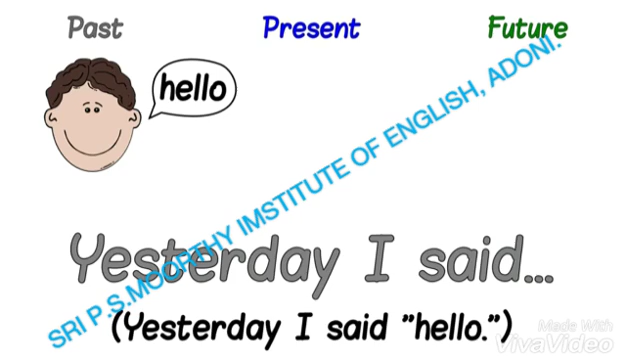 Past Present Future
hello
SRI P.S.MOORTHY IMSTITUTE OF ENGLISH, ADONI.
Yesterday I said...
(Yesterday I said "hello.")
Made With
VivaVideo